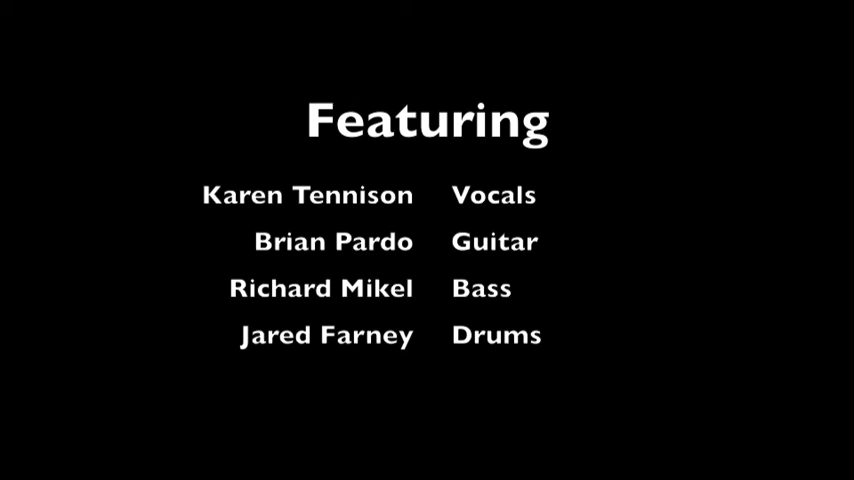 Featuring
Karen Tennison Vocals
Brian Pardo Guitar
Richard Mikel Bass
Jared Farney Drums